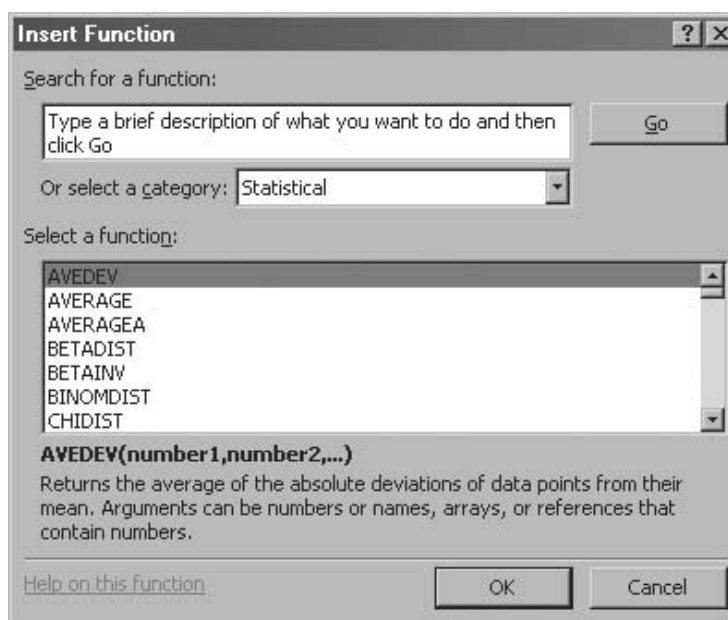 Insert Function
Search for a function:
Type a brief description of what you want to do and then
click Go
Go
Or select a category: Statistical
Select a function:
AVEDEV
AVERAGE
AVERAGEA
BETADIST
BETAINV
BINOMDIST
CHIDIST
AVEDEV(number1,number2,...)
Returns the average of the absolute deviations of data points from their
mean. Arguments can be numbers or names, arrays, or references that
contain numbers.
Help on this function
OK
Cancel